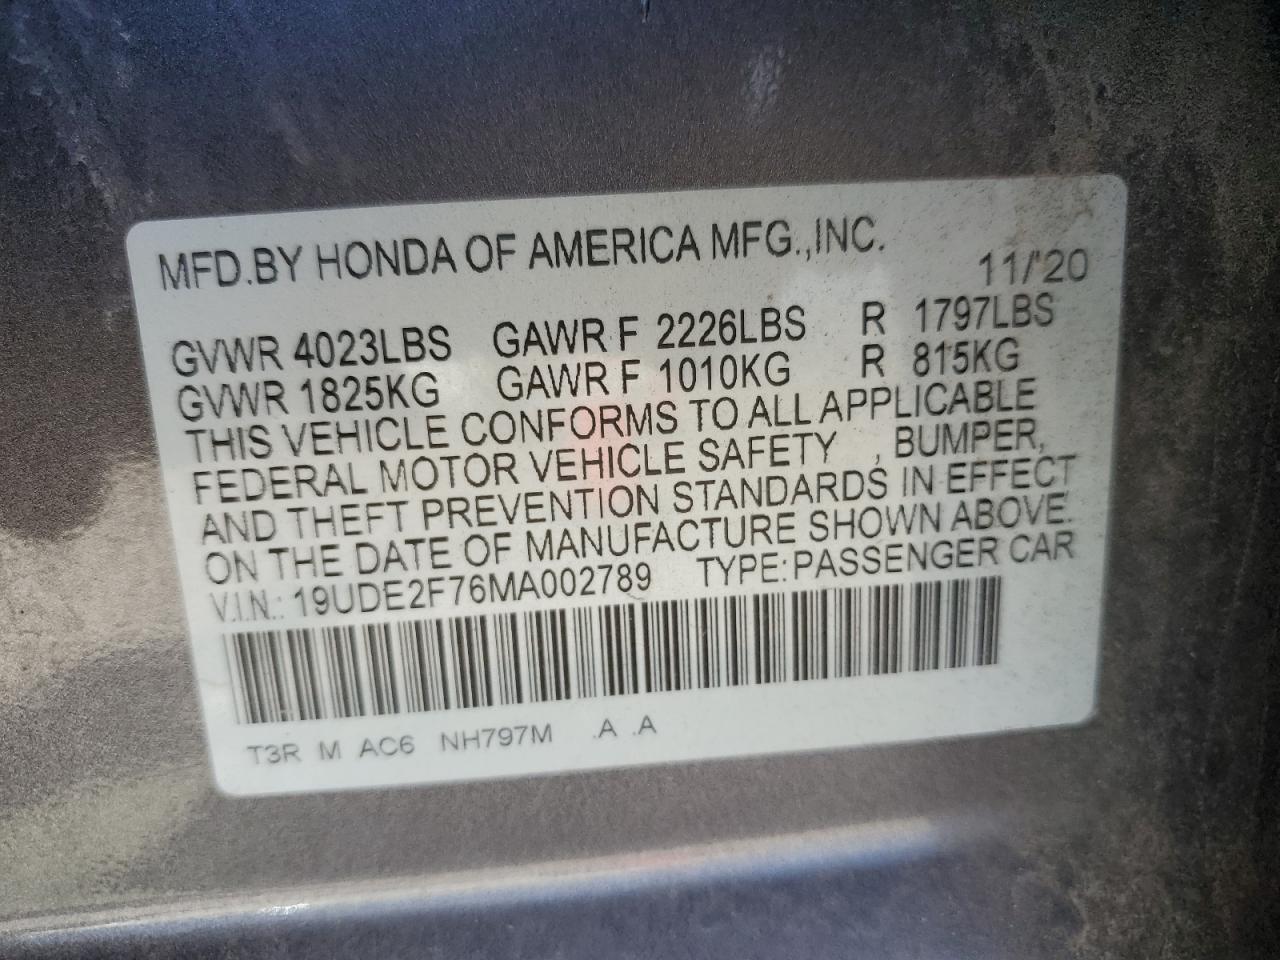 MFD.BY HONDA OF AMERICA MFG.,INC. 11/'20
GVWR 4023LBS GAWR F 2226LBS R 1797LBS
GVWR 1825KG GAWR F 1010KG R 815KG
THIS VEHICLE CONFORMS TO ALL APPLICABLE
FEDERAL MOTOR VEHICLE SAFETY , BUMPER,
AND THEFT PREVENTION STANDARDS IN EFFECT
ON THE DATE OF MANUFACTURE SHOWN ABOVE.
V.I.N.: 19UDE2F76MA002789 TYPE:PASSENGER CAR
T3R M AC6 NH797M .A .A